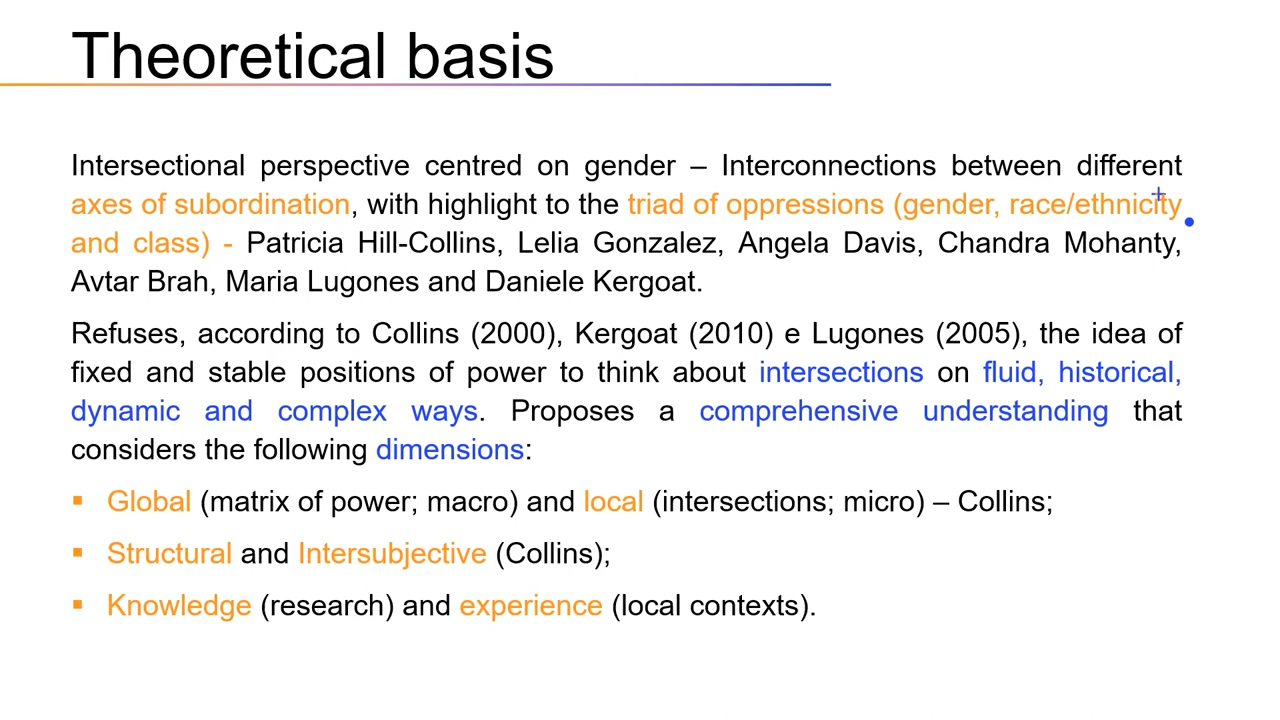 Theoretical basis
Intersectional perspective centred on gender – Interconnections between different
axes of subordination, with highlight to the triad of oppressions (gender, race/ethnicity
and class) - Patricia Hill-Collins, Lelia Gonzalez, Angela Davis, Chandra Mohanty,
Avtar Brah, Maria Lugones and Daniele Kergoat.
Refuses, according to Collins (2000), Kergoat (2010) e Lugones (2005), the idea of
fixed and stable positions of power to think about intersections on fluid, historical,
dynamic and complex ways. Proposes a comprehensive understanding that
considers the following dimensions:
▪ Global (matrix of power; macro) and local (intersections; micro) – Collins;
▪ Structural and Intersubjective (Collins);
▪ Knowledge (research) and experience (local contexts).